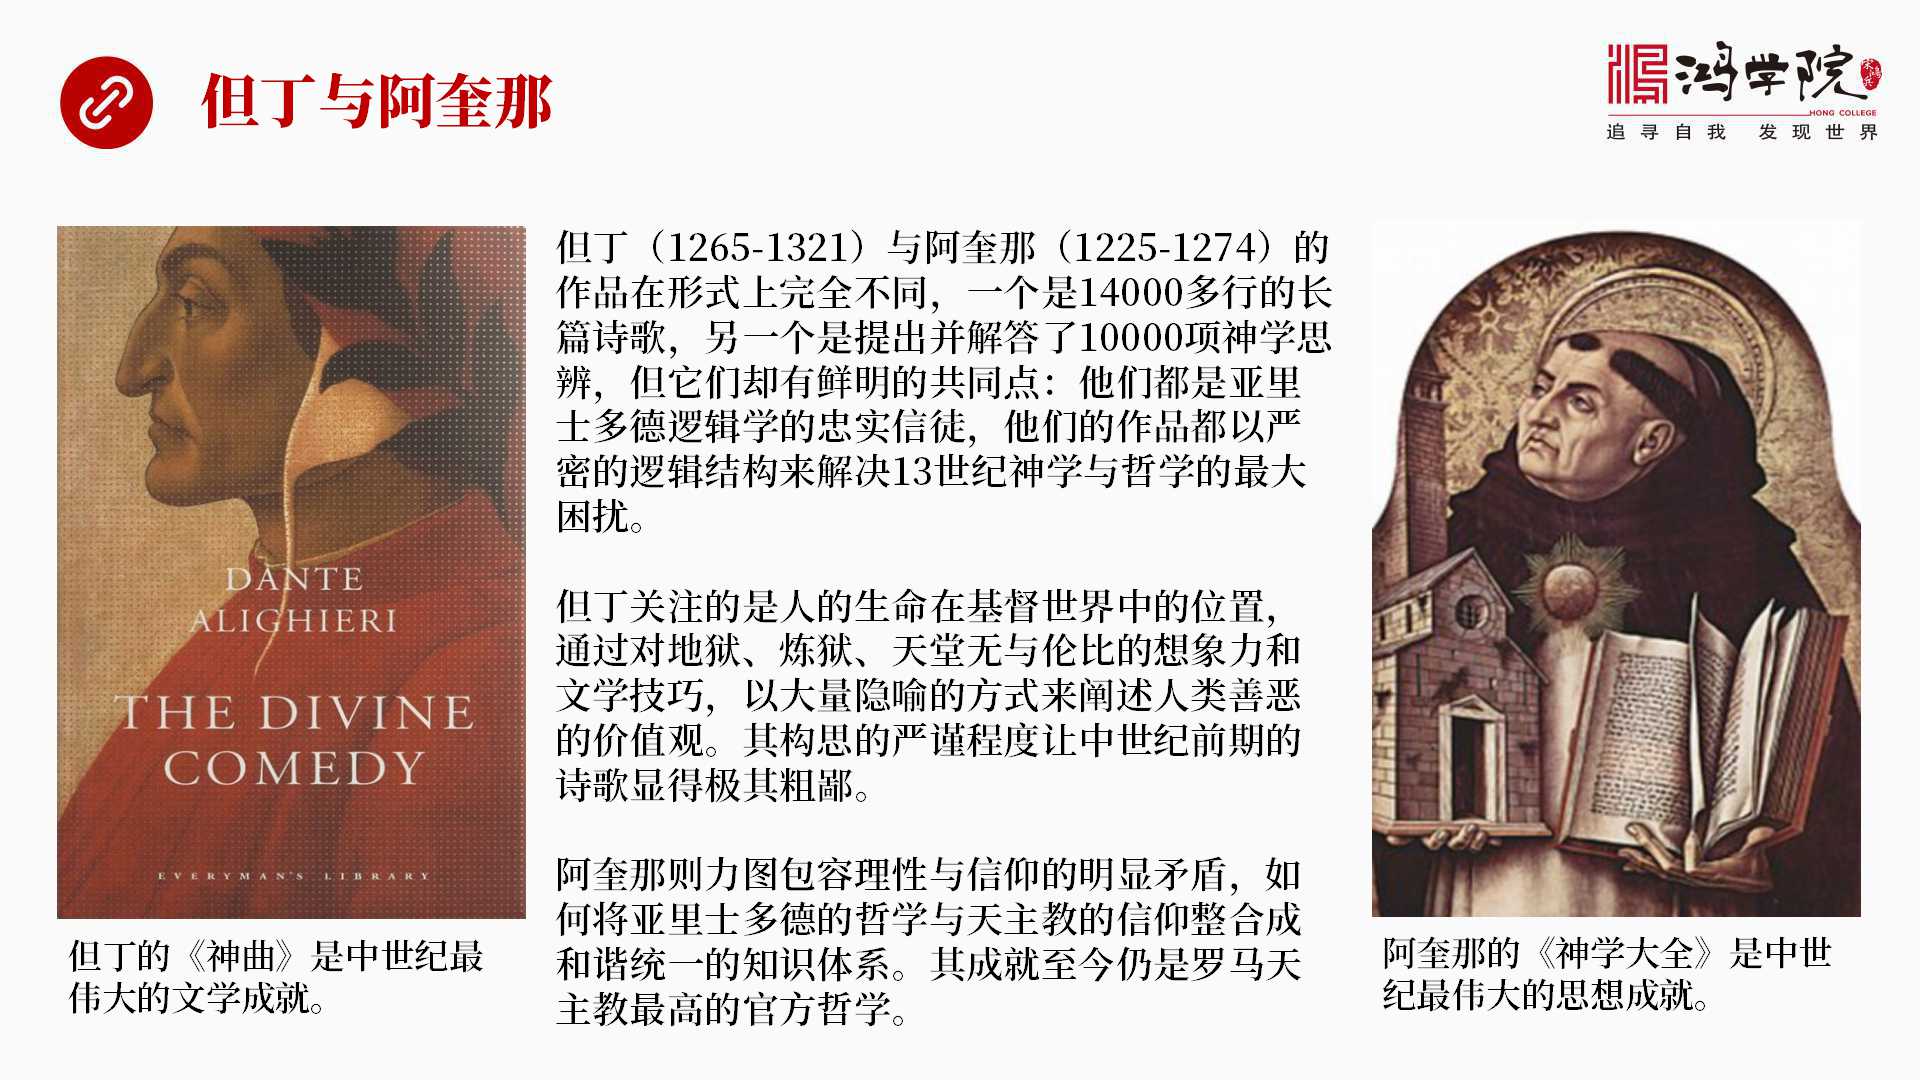 但丁与阿奎那
鸿学院
宋鸿兵
HONG COLLEGE
追寻自我 发现世界
但丁（1265-1321）与阿奎那（1225-1274）的
作品在形式上完全不同，一个是14000多行的长
篇诗歌，另一个是提出并解答了10000项神学思
辨，但它们却有鲜明的共同点：他们都是亚里
士多德逻辑学的忠实信徒，他们的作品都以严
密的逻辑结构来解决13世纪神学与哲学的最大
困扰。
但丁关注的是人的生命在基督世界中的位置，
通过对地狱、炼狱、天堂无与伦比的想象力和
文学技巧，以大量隐喻的方式来阐述人类善恶
的价值观。其构思的严谨程度让中世纪前期的
诗歌显得极其粗鄙。
阿奎那则力图包容理性与信仰的明显矛盾，如
何将亚里士多德的哲学与天主教的信仰整合成
和谐统一的知识体系。其成就至今仍是罗马天
主教最高的官方哲学。
DANTE
ALIGHIERI
THE DIVINE
COMEDY
EVERYMAN'S LIBRARY
但丁的《神曲》是中世纪最
伟大的文学成就。
阿奎那的《神学大全》是中世
纪最伟大的思想成就。